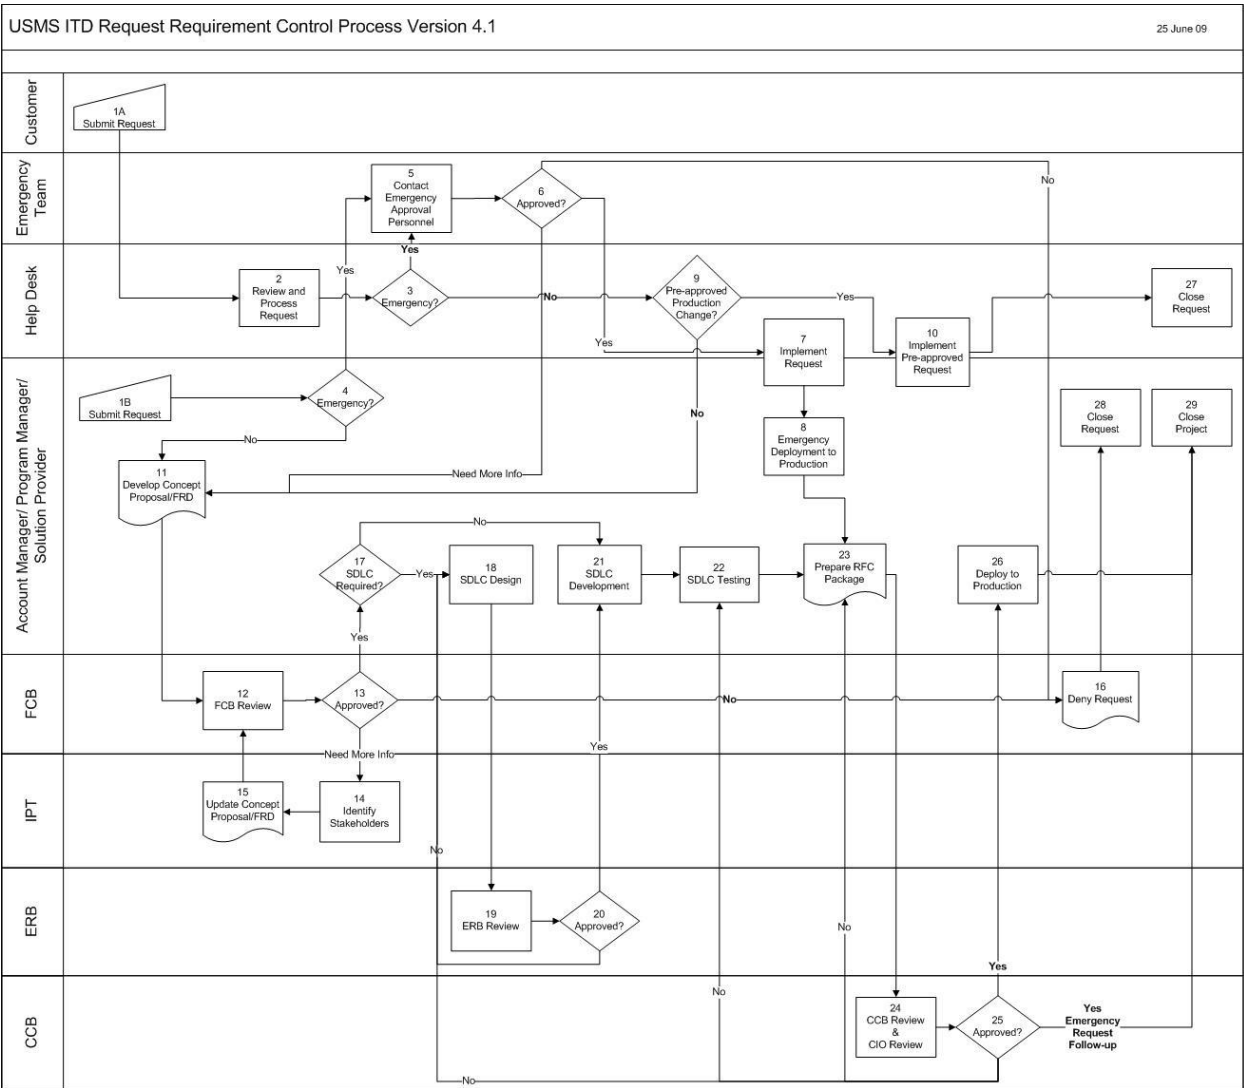 USMS ITD Request Requirement Control Process Version 4.1
25 June 09
Customer
1A
Submit Request
Emergency
Team
5
Contact
Emergency
Approval
Personnel
6
Approved?
No
Yes
Help Desk
2
Review and
Process
Request
Yes
3
Emergency?
No
9
Pre-approved
Production
Change?
Yes
27
Close
Request
Yes
7
Implement
Request
10
Implement
Pre-approved
Request
Account Manager/ Program Manager/
Solution Provider
1B
Submit Request
4
Emergency?
No
No
8
Emergency
Deployment to
Production
28
Close
Request
29
Close
Project
11
Develop Concept
Proposal/FRD
Need More Info
No
17
SDLC
Required?
Yes
18
SDLC Design
21
SDLC
Development
22
SDLC Testing
23
Prepare RFC
Package
26
Deploy to
Production
Yes
FCB
12
FCB Review
13
Approved?
No
16
Deny Request
Need More Info
Yes
IPT
15
Update Concept
Proposal/FRD
14
Identify
Stakeholders
No
ERB
19
ERB Review
20
Approved?
No
Yes
CCB
No
24
CCB Review
&
CIO Review
25
Approved?
Yes
Emergency
Request
Follow-up
No